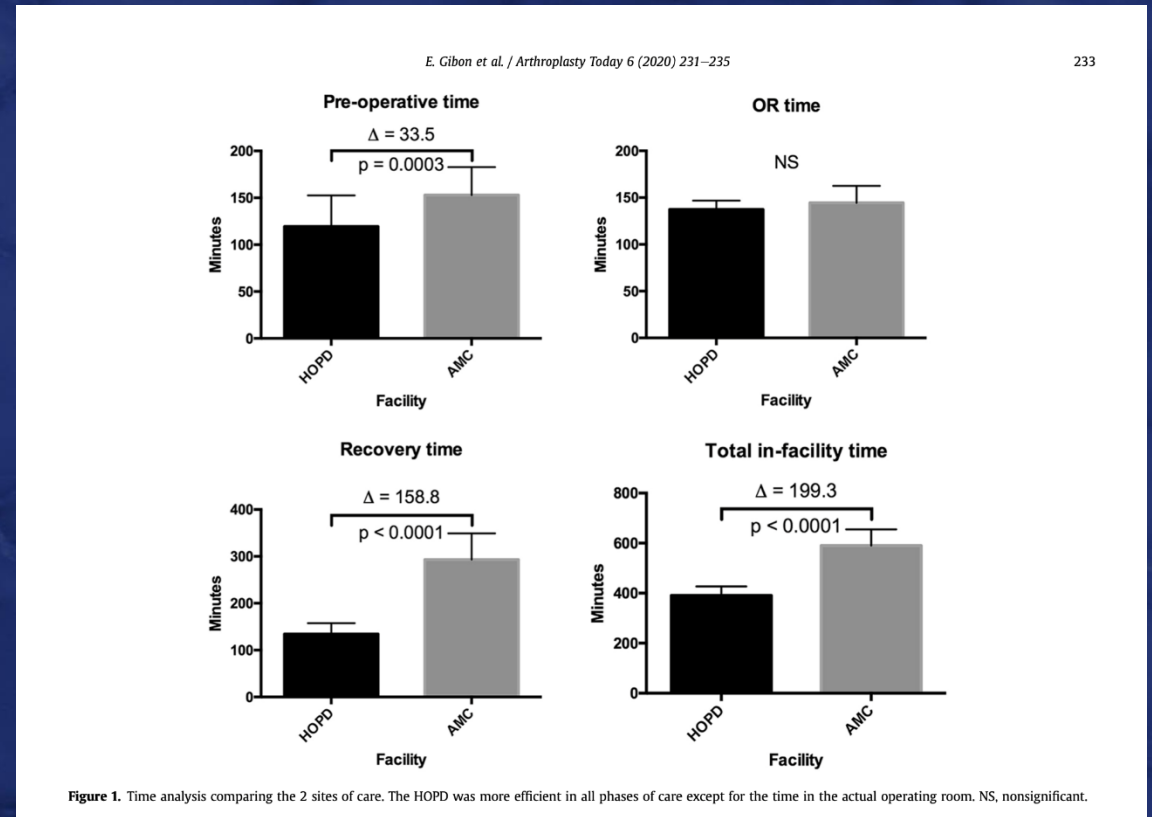 E. Gibon et al. / Arthroplasty Today 6 (2020) 231–235
233
Pre-operative time
Δ = 33.5
p = 0.0003
200
150
100
50
0
Minutes
HOPD
AMC
Facility
OR time
NS
200
150
100
50
0
Minutes
HOPD
AMC
Facility
Recovery time
Δ = 158.8
p < 0.0001
400
300
200
100
0
Minutes
HOPD
AMC
Facility
Total in-facility time
Δ = 199.3
p < 0.0001
800
600
400
200
0
Minutes
HOPD
AMC
Facility
Figure 1. Time analysis comparing the 2 sites of care. The HOPD was more efficient in all phases of care except for the time in the actual operating room. NS, nonsignificant.